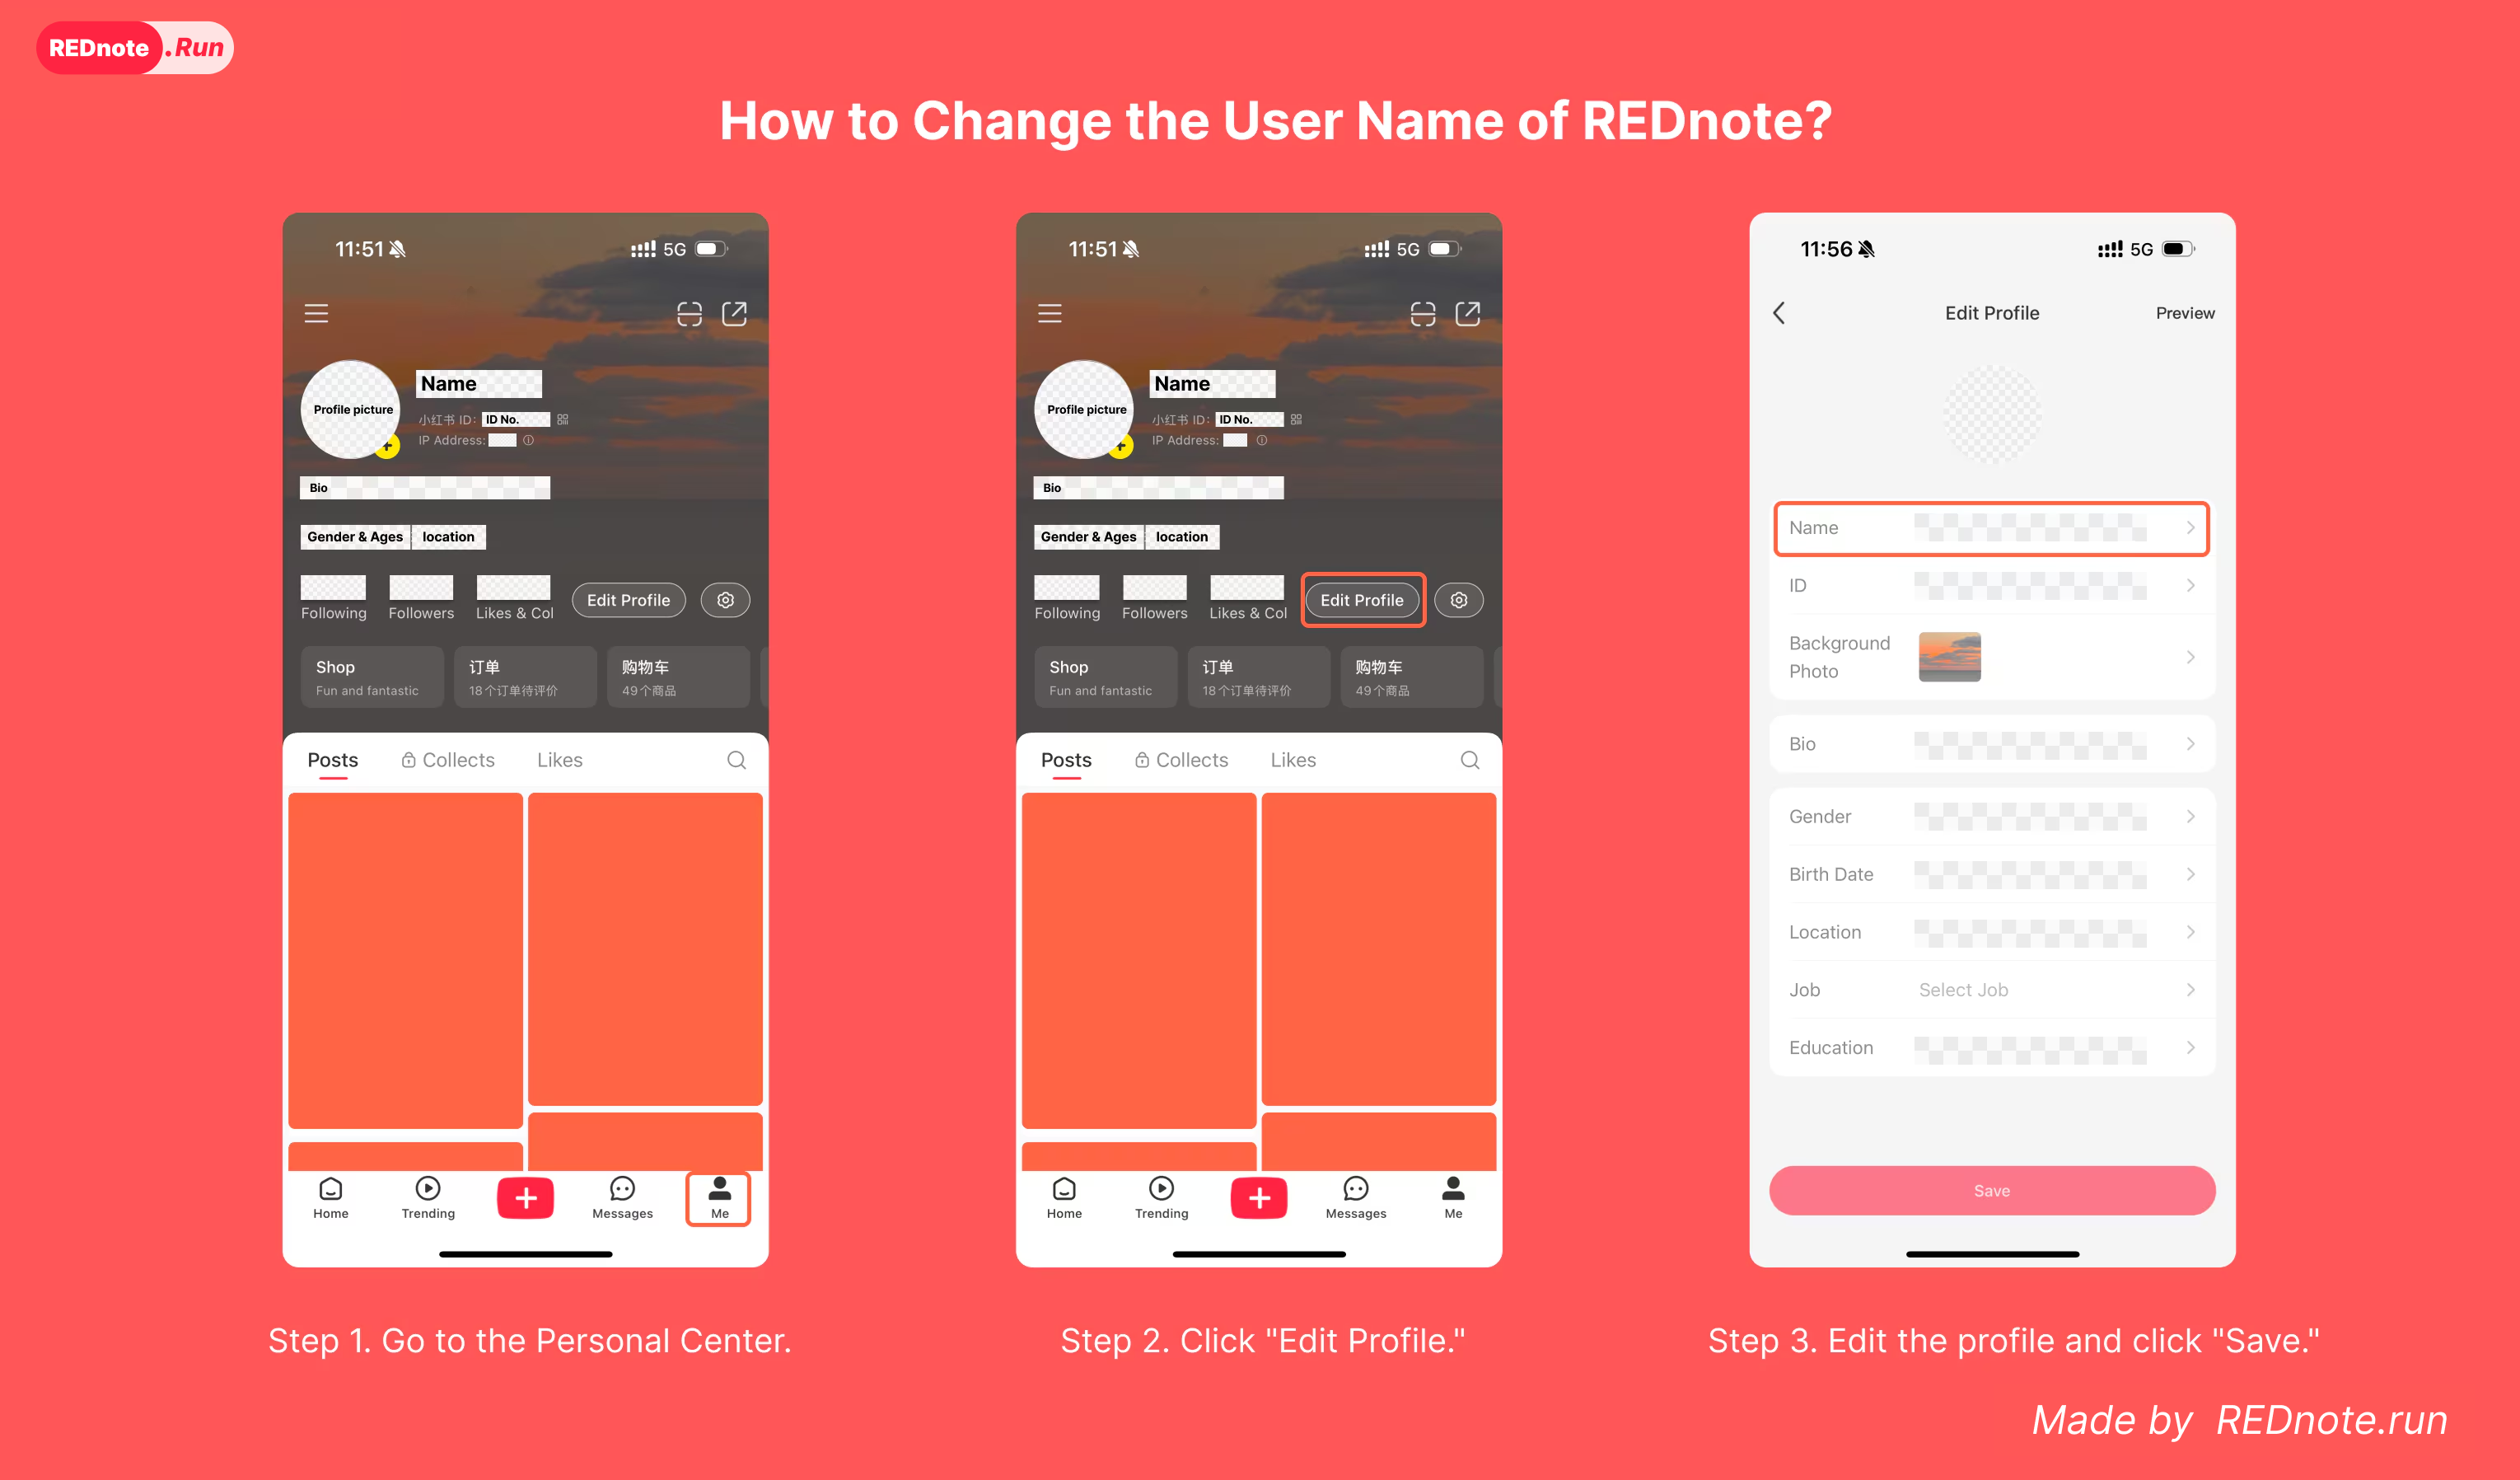 REDnote.Run
How to Change the User Name of REDnote?
11:51
5G
Name
Profile picture
小红书 ID: ID No.
IP Address:
Bio
Gender & Ages
location
Following
Followers
Likes & Col
Edit Profile
Shop
Fun and fantastic
订单
18个订单待评价
购物车
49个商品
Posts
Collects
Likes
Home
Trending
Messages
Me
Step 1. Go to the Personal Center.
11:51
5G
Name
Profile picture
小红书 ID: ID No.
IP Address:
Bio
Gender & Ages
location
Following
Followers
Likes & Col
Edit Profile
Shop
Fun and fantastic
订单
18个订单待评价
购物车
49个商品
Posts
Collects
Likes
Home
Trending
Messages
Me
Step 2. Click "Edit Profile."
11:56
5G
Edit Profile
Preview
Name
ID
Background
Photo
Bio
Gender
Birth Date
Location
Job
Select Job
Education
Save
Step 3. Edit the profile and click "Save."
Made by REDnote.run